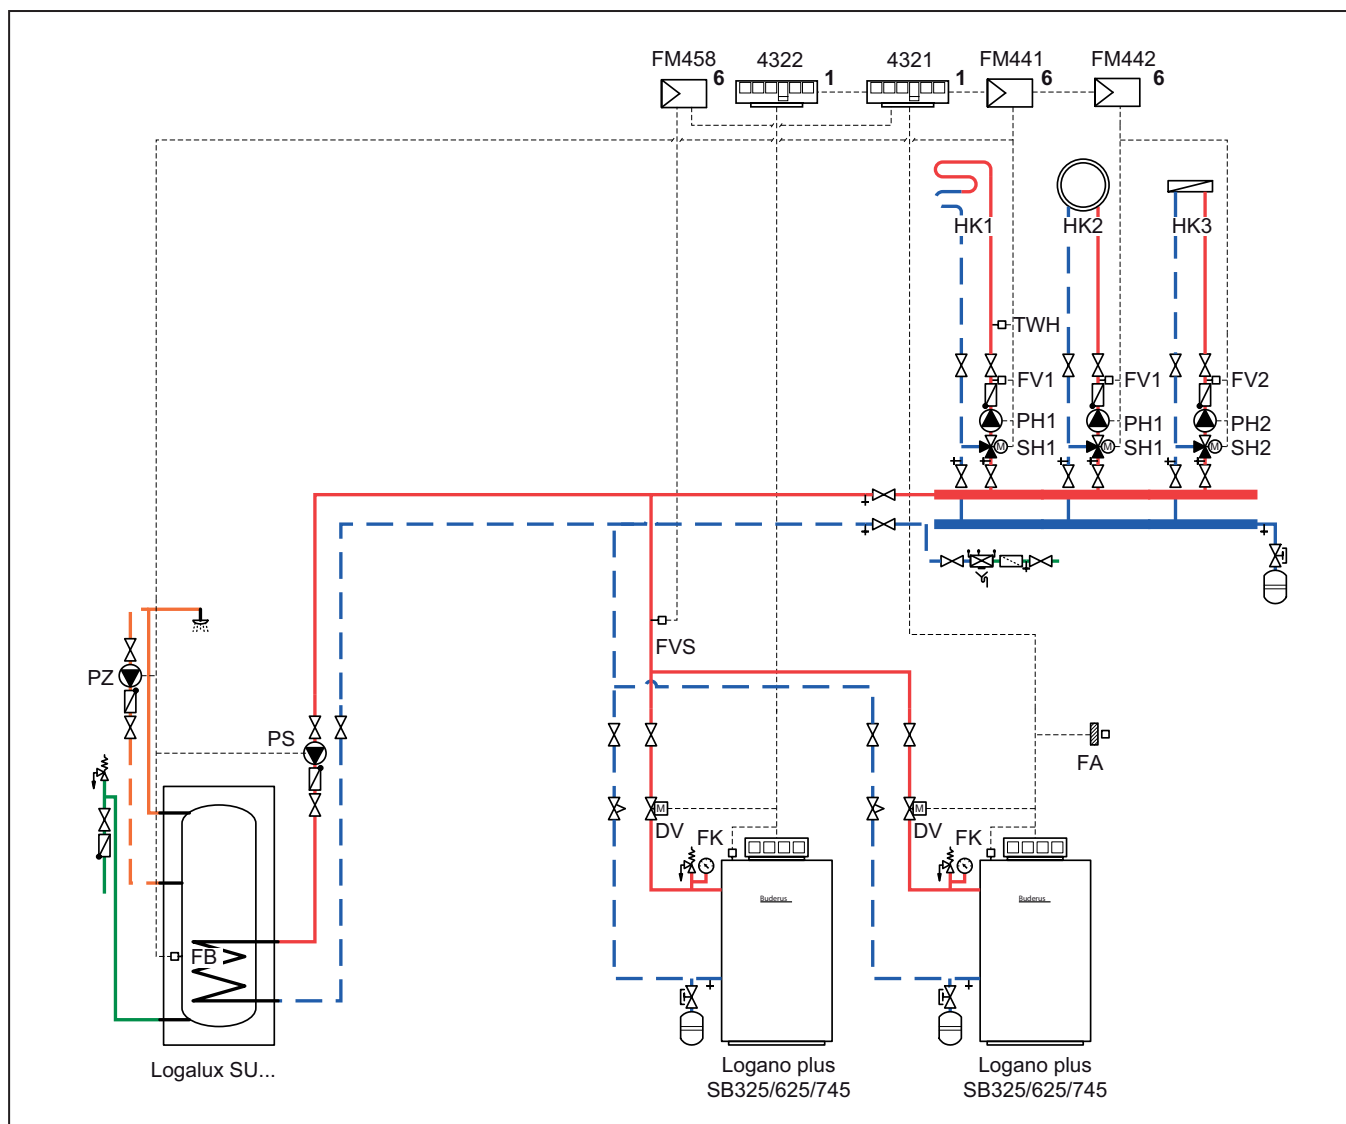 FM458 6
4322 1
4321 1
FM441 6
FM442 6
HK1
HK2
HK3
TWH
FV1
FV1
FV2
PH1
PH1
PH2
M SH1
M SH1
M SH2
FVS
PZ
PS
FA
M
DV
FK
M
DV
FK
Buderus
Buderus
FB
Logalux SU...
Logano plus
SB325/625/745
Logano plus
SB325/625/745